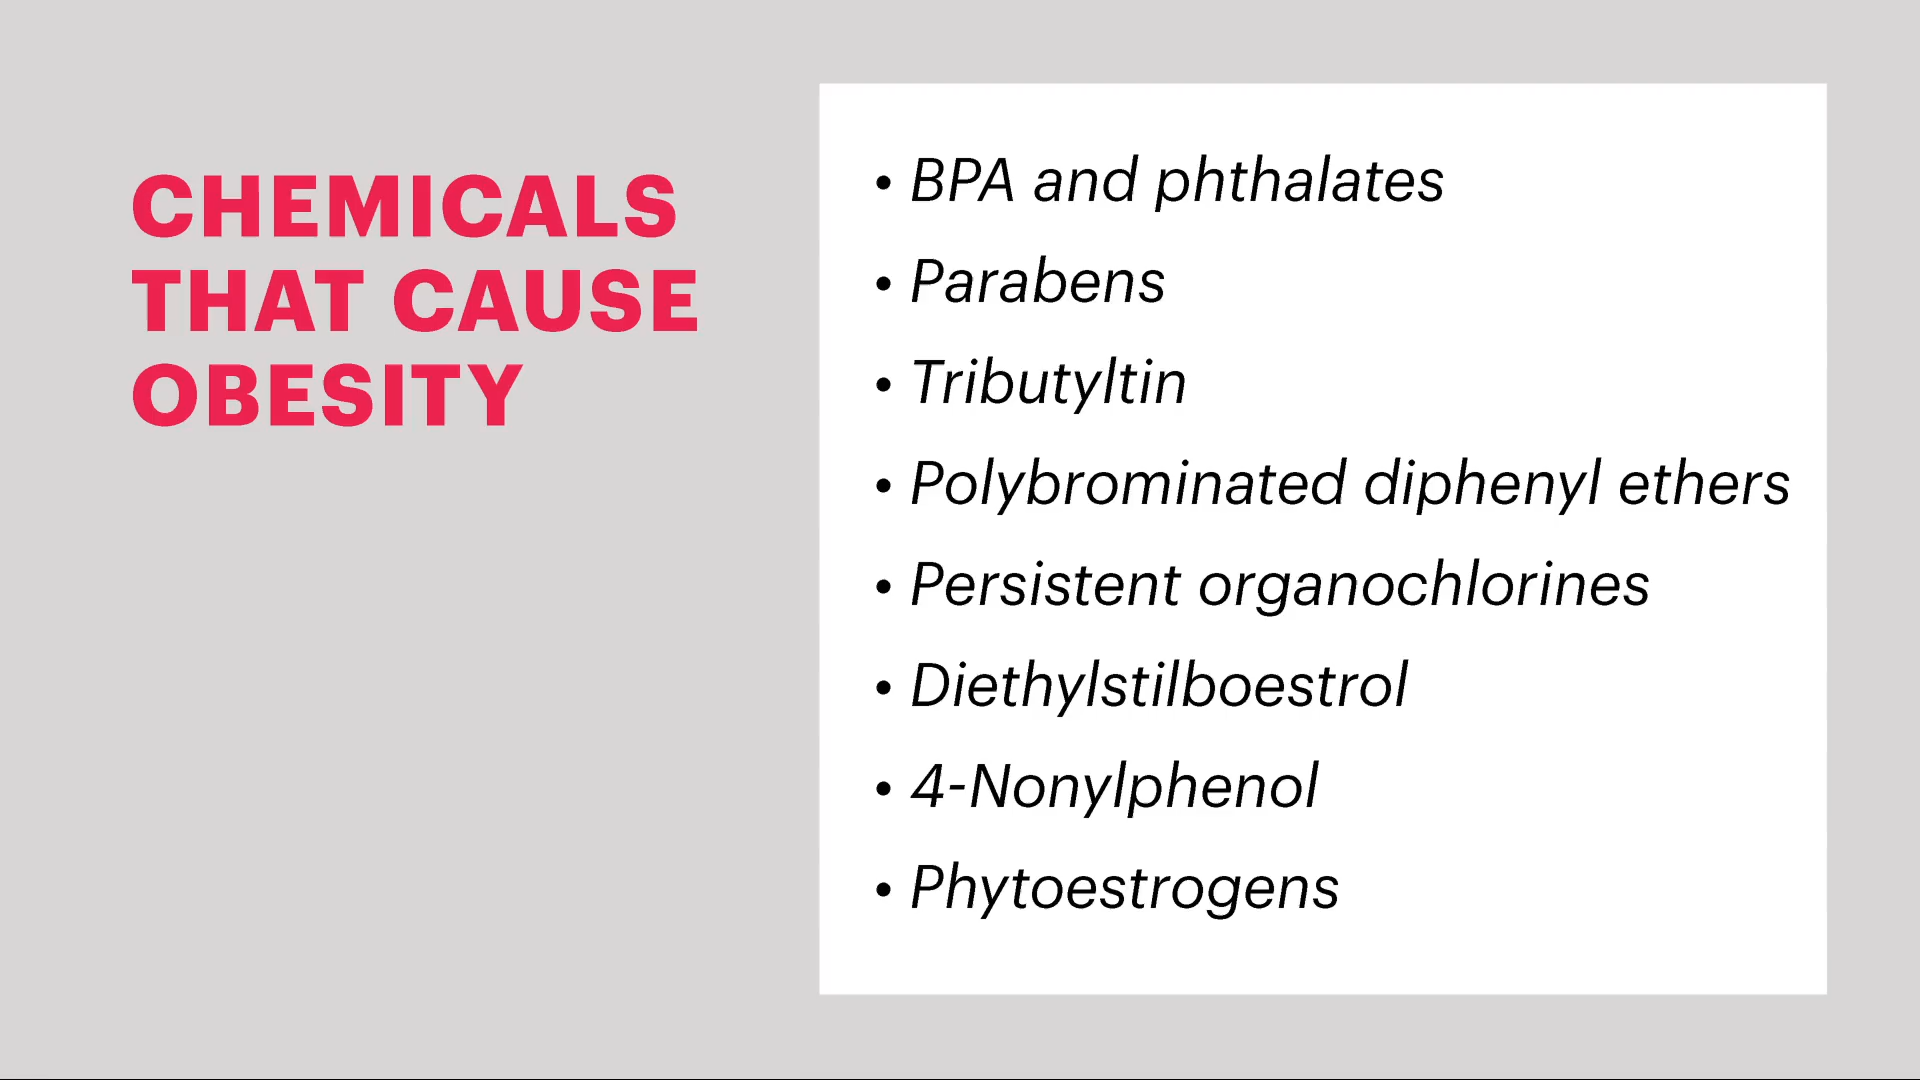 CHEMICALS
THAT CAUSE
OBESITY
• BPA and phthalates
• Parabens
• Tributyltin
• Polybrominated diphenyl ethers
• Persistent organochlorines
• Diethylstilboestrol
• 4-Nonylphenol
• Phytoestrogens